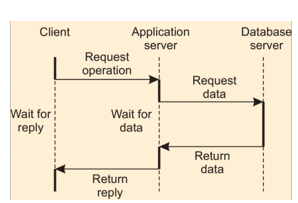 Client
Application
server
Database
server
Request
operation
Request
data
Wait for
reply
Wait for
data
Return
data
Return
reply